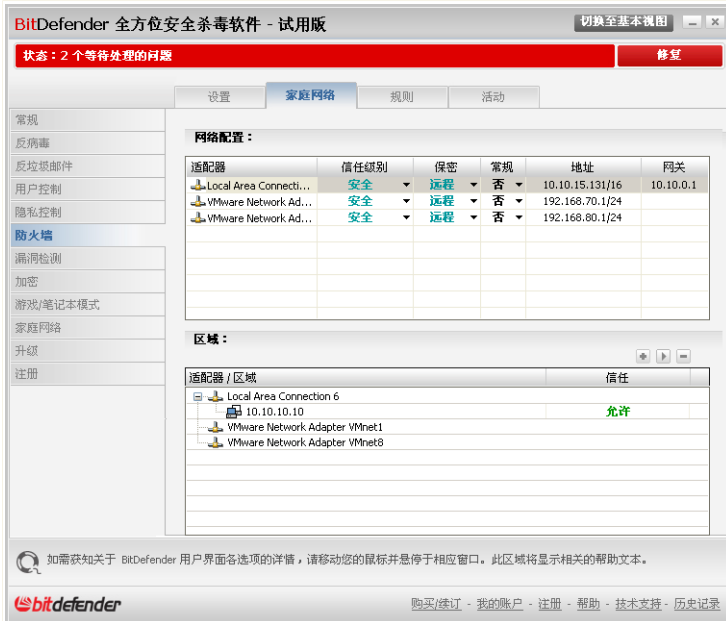 BitDefender 全方位安全杀毒软件 - 试用版
切换至基本视图
状态：2 个等待处理的问题
修复
设置 家庭网络 规则 活动
常规
反病毒
反垃圾邮件
用户控制
隐私控制
防火墙
漏洞检测
加密
游戏/笔记本模式
家庭网络
升级
注册
网络配置：
适配器 信任级别 保密 常规 地址 网关
Local Area Connecti... 安全 远程 否 10.10.15.131/16 10.10.0.1
VMware Network Ad... 安全 远程 否 192.168.70.1/24
VMware Network Ad... 安全 远程 否 192.168.80.1/24
区域：
适配器 / 区域 信任
Local Area Connection 6
10.10.10.10 允许
VMware Network Adapter VMnet1
VMware Network Adapter VMnet8
如需获知关于 BitDefender 用户界面各选项的详情，请移动您的鼠标并悬停于相应窗口。此区域将显示相关的帮助文本。
bitdefender
购买/续订 - 我的账户 - 注册 - 帮助 - 技术支持 - 历史记录